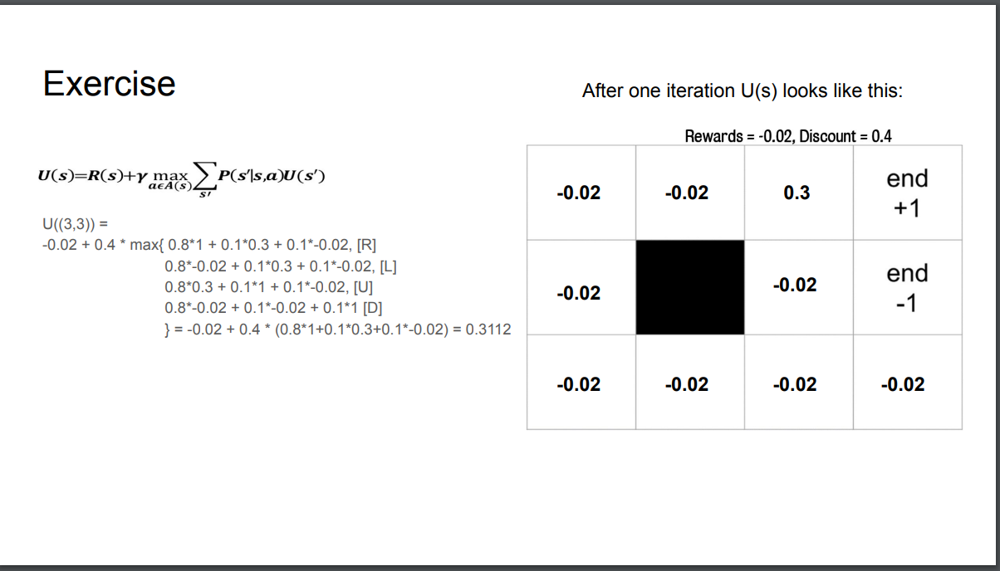 Exercise
After one iteration U(s) looks like this:
Rewards = -0.02, Discount = 0.4
U(s)=R(s)+γ max ∑ P(s'|s,a)U(s')
aϵA(s)
s'
U((3,3)) =
-0.02 + 0.4 * max{ 0.8*1 + 0.1*0.3 + 0.1*-0.02, [R]
0.8*-0.02 + 0.1*0.3 + 0.1*-0.02, [L]
0.8*0.3 + 0.1*1 + 0.1*-0.02, [U]
0.8*-0.02 + 0.1*-0.02 + 0.1*1 [D]
} = -0.02 + 0.4 * (0.8*1+0.1*0.3+0.1*-0.02) = 0.3112
-0.02 -0.02 0.3 end
+1
-0.02 -0.02 end
-1
-0.02 -0.02 -0.02 -0.02